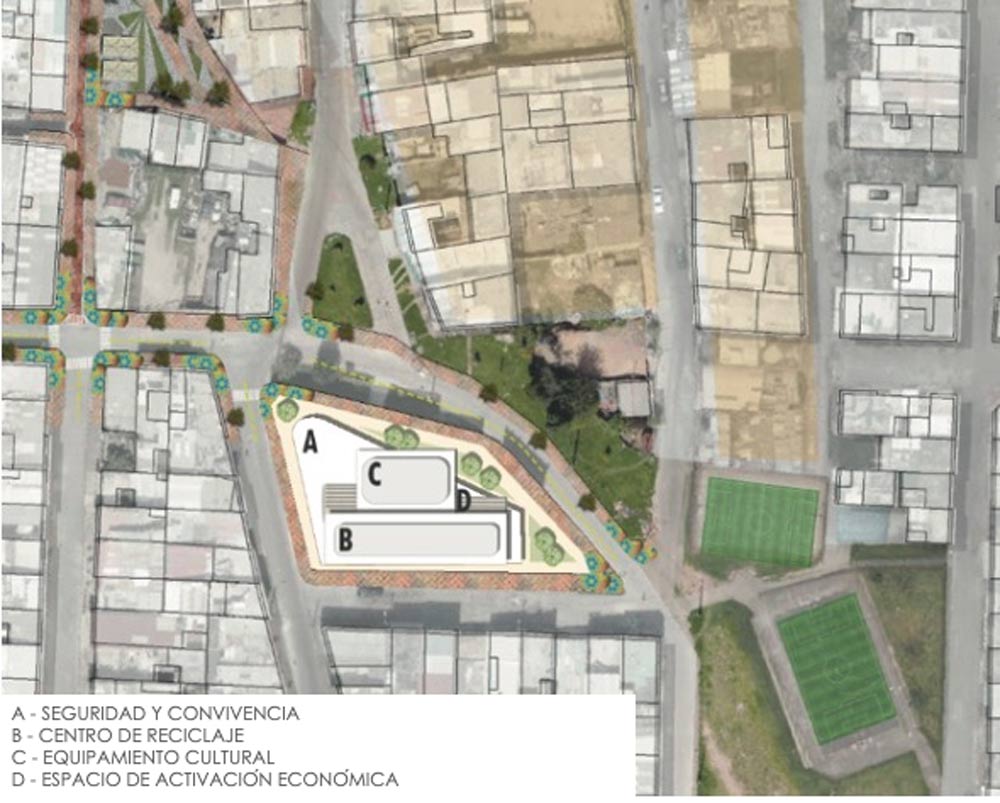 A
C
D
B
A - SEGURIDAD Y CONVIVENCIA
B - CENTRO DE RECICLAJE
C - EQUIPAMIENTO CULTURAL
D - ESPACIO DE ACTIVACIÓN ECONÓMICA